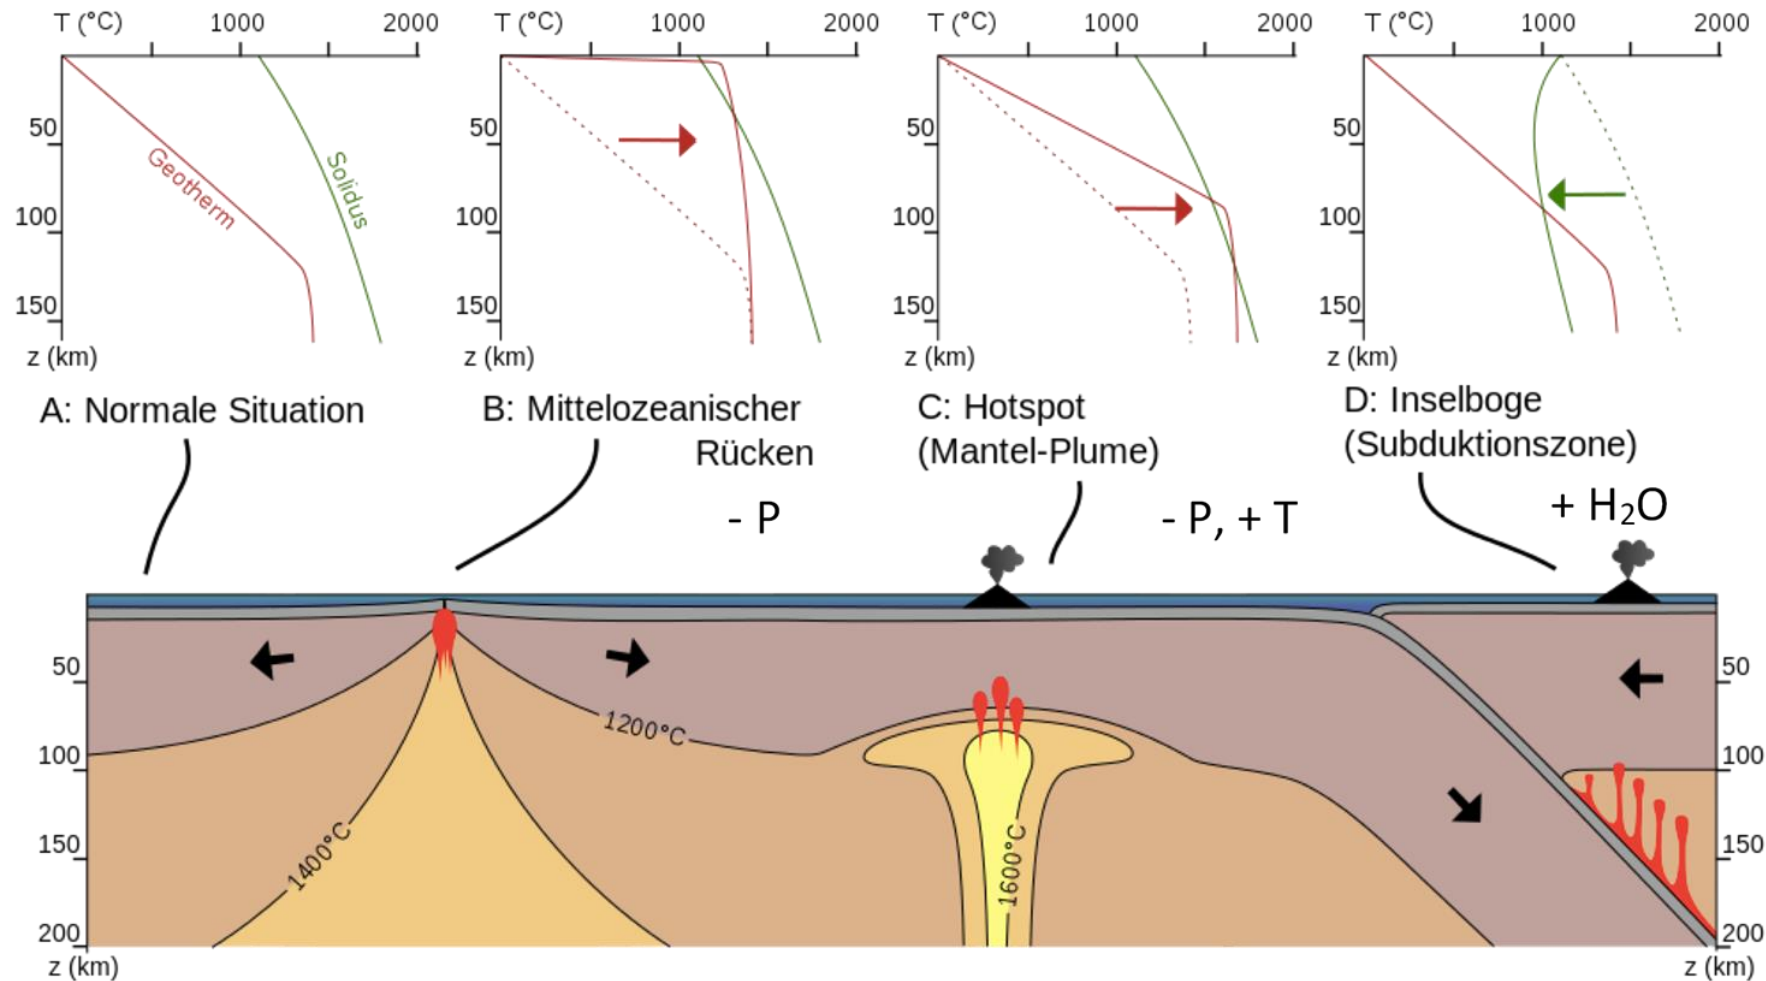 T (°C) 1000 2000
50
100
150
z (km)
Geotherm
Solidus
T (°C) 1000 2000
50
100
150
z (km)
T (°C) 1000 2000
50
100
150
z (km)
T (°C) 1000 2000
50
100
150
z (km)
A: Normale Situation
B: Mittelozeanischer
Rücken
- P
C: Hotspot
(Mantel-Plume)
- P, + T
D: Inselboge
(Subduktionszone)
+ H₂O
50
100
150
200
z (km)
1400°C
1200°C
1600°C
50
100
150
200
z (km)